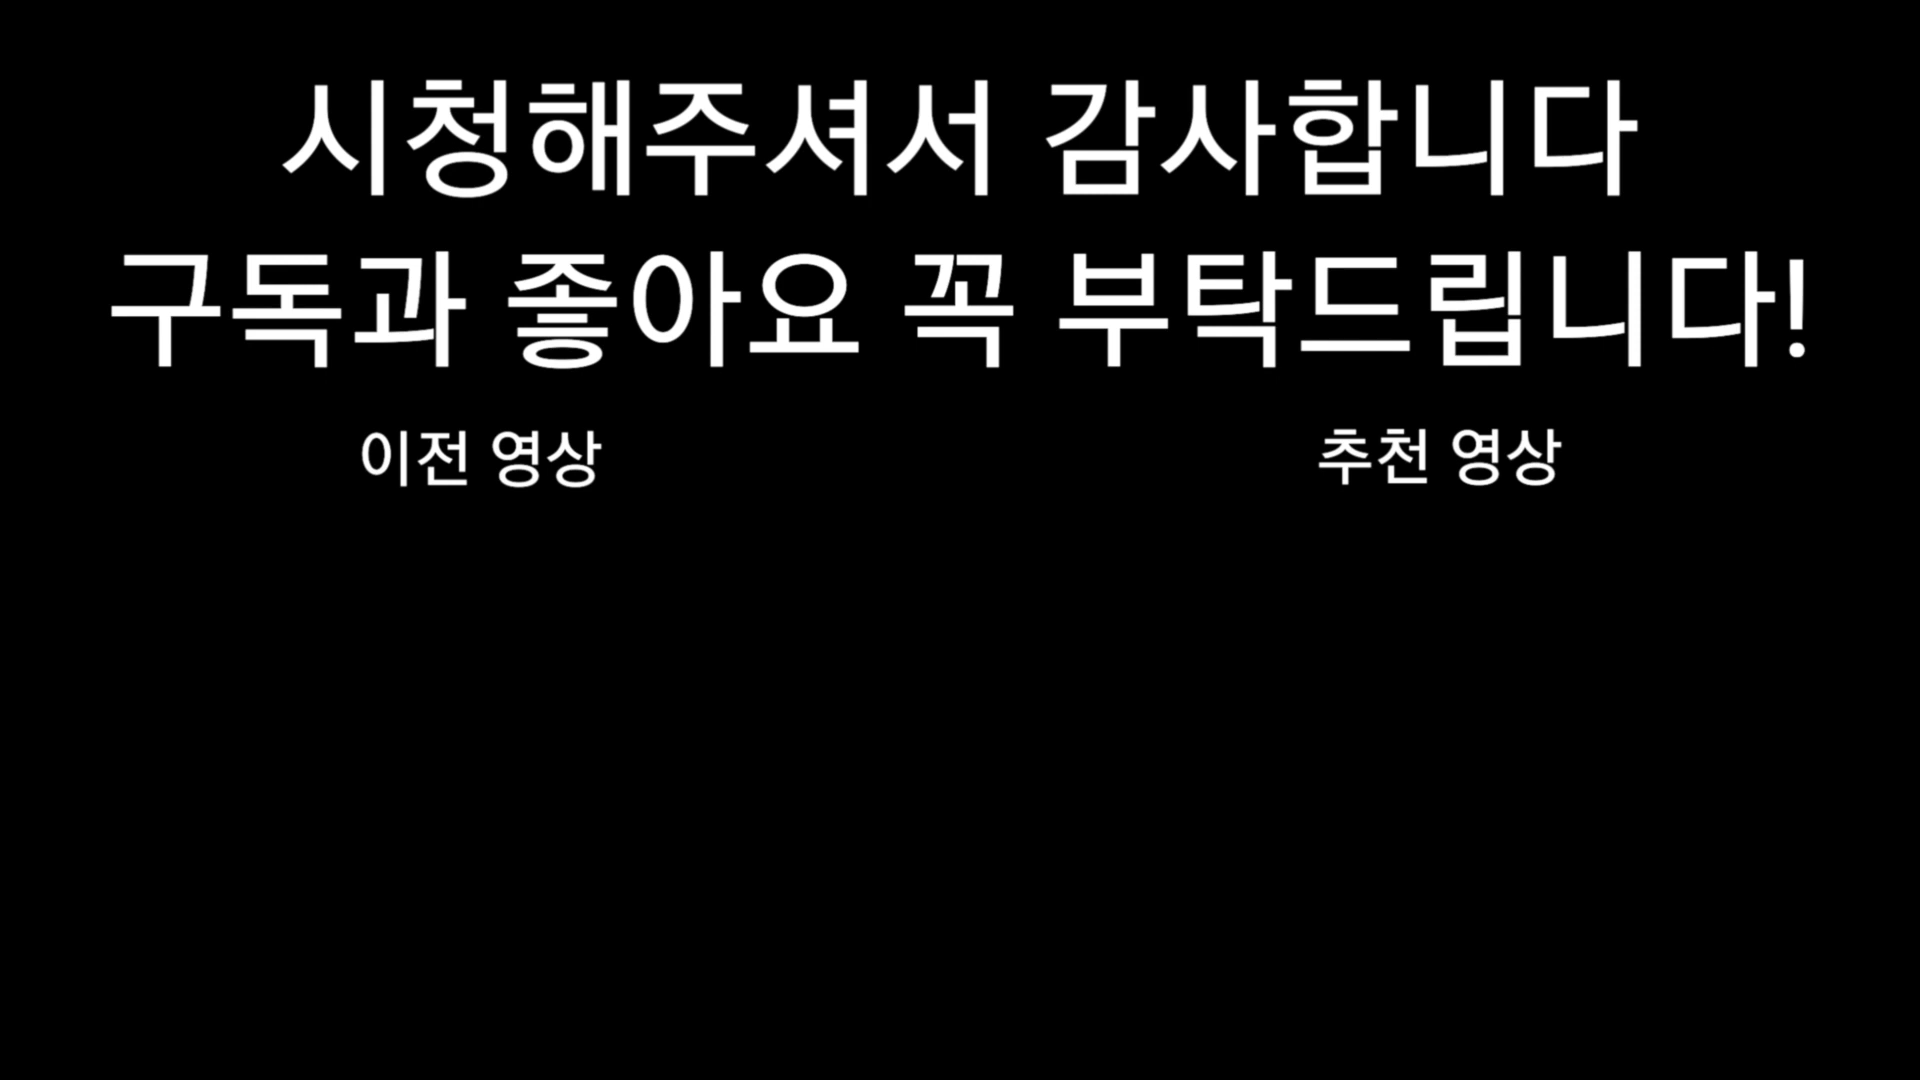 시청해주셔서 감사합니다
구독과 좋아요 꼭 부탁드립니다!
이전 영상
추천 영상